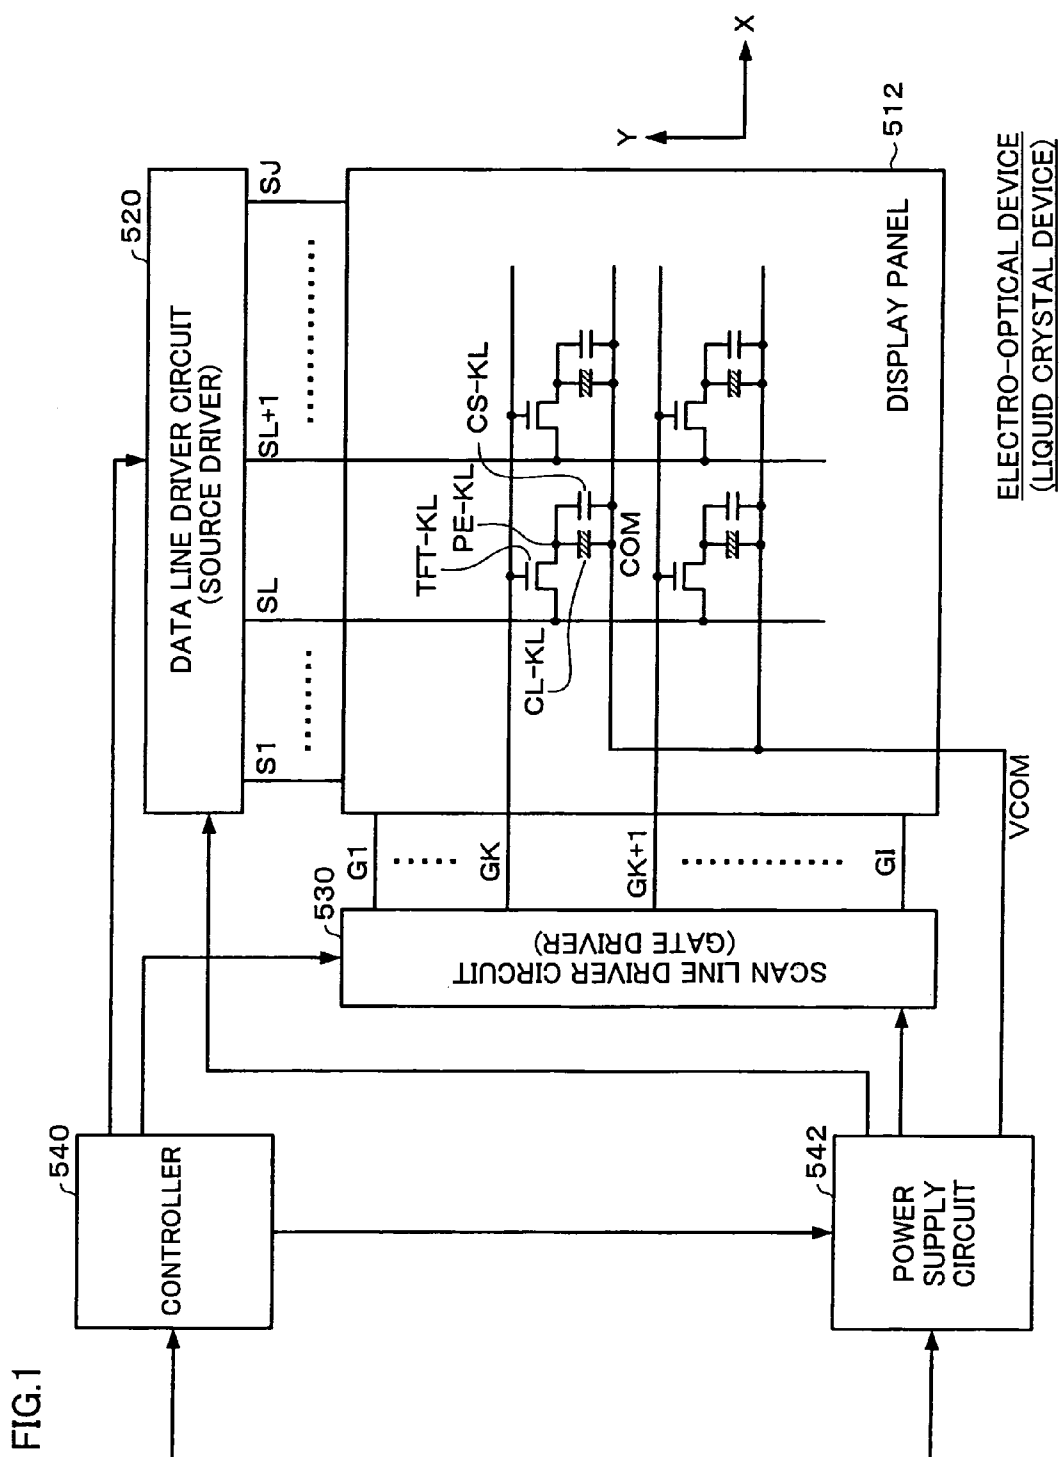 FIG.1
540
CONTROLLER
542
POWER
SUPPLY
CIRCUIT
520
DATA LINE DRIVER CIRCUIT
(SOURCE DRIVER)
S1
SL
SL+1
SJ
530
SCAN LINE DRIVER CIRCUIT
(GATE DRIVER)
G1
GK
GK+1
GI
VCOM
TFT-KL
PE-KL
CS-KL
CL-KL
COM
DISPLAY PANEL
512
Y
X
ELECTRO-OPTICAL DEVICE
(LIQUID CRYSTAL DEVICE)